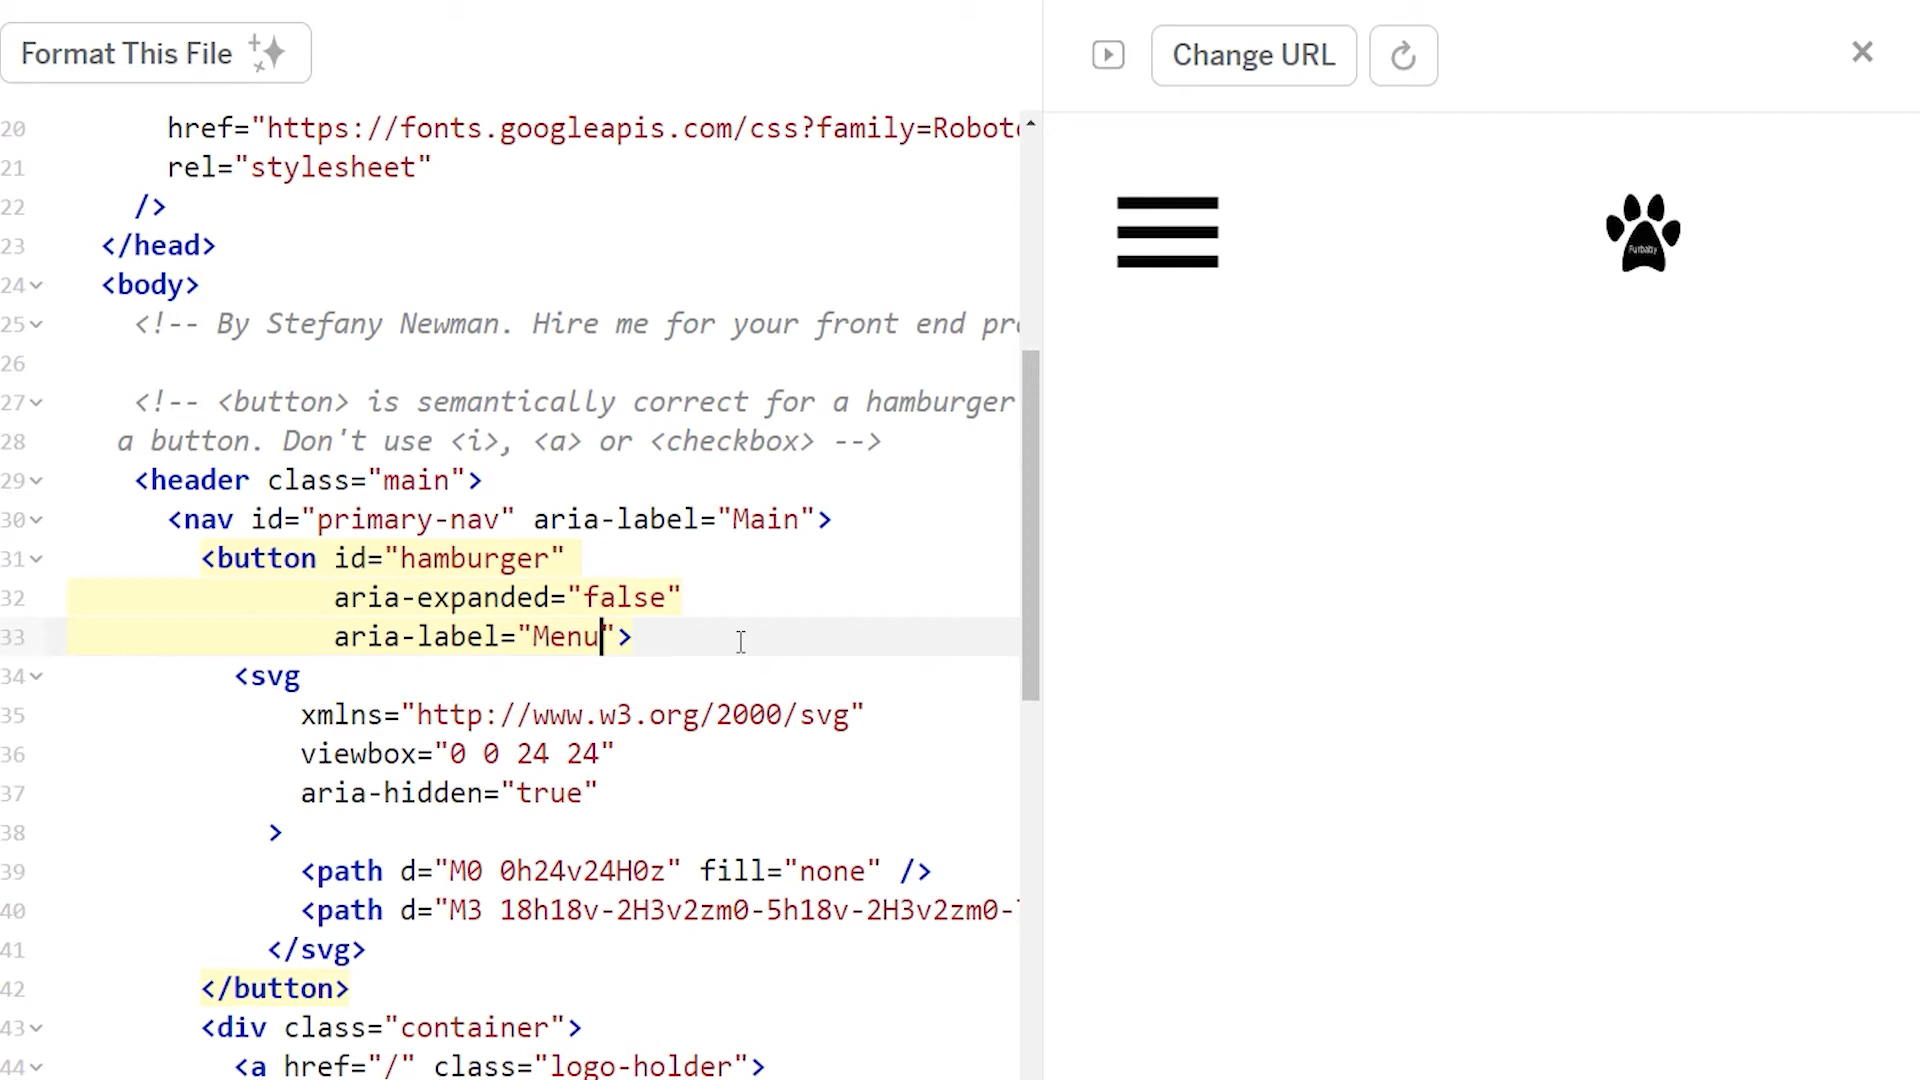 Format This File
Change URL
20 href="https://fonts.googleapis.com/css?family=Robot
21 rel="stylesheet"
22 />
23 </head>
24 <body>
25 <!-- By Stefany Newman. Hire me for your front end
26
27 <!-- <button> is semantically correct for a hamburger
28 a button. Don't use <i>, <a> or <checkbox> -->
29 <header class="main">
30 <nav id="primary-nav" aria-label="Main">
31 <button id="hamburger"
32 aria-expanded="false"
33 aria-label="Menu">
34 <svg
35 xmlns="http://www.w3.org/2000/svg"
36 viewbox="0 0 24 24"
37 aria-hidden="true"
38 >
39 <path d="M0 0h24v24H0z" fill="none" />
40 <path d="M3 18h18v-2H3v2zm0-5h18v-2H3v2zm0-
41 </svg>
42 </button>
43 <div class="container">
44 <a href="/" class="logo-holder">
Furbaby